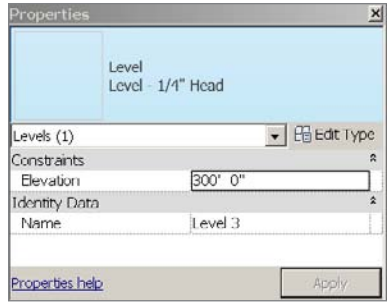 Properties
Level
Level - 1/4" Head
Levels (1)
Edit Type
Constraints
Elevation 300' 0"
Identity Data
Name Level 3
Properties help
Apply